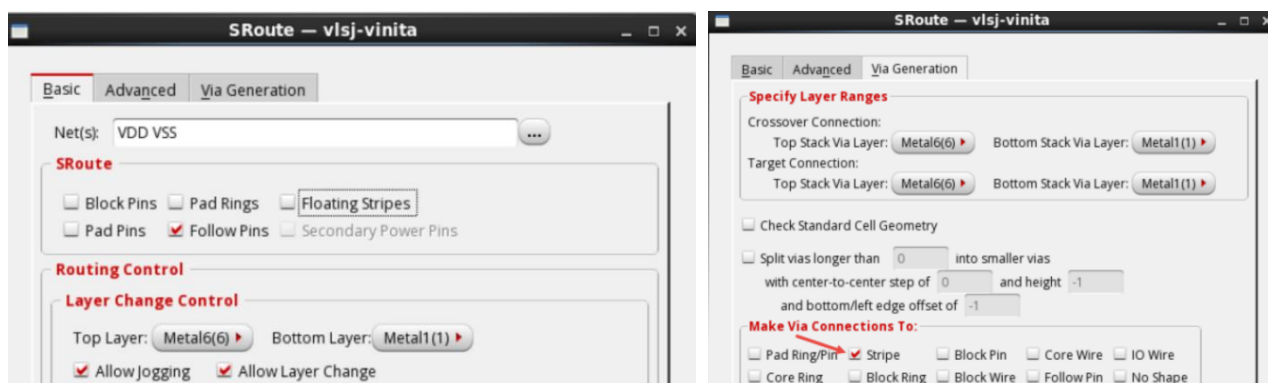 SRoute — vlsj-vinita
Basic Advanced Via Generation
Net(s): VDD VSS ...
SRoute
Block Pins Pad Rings Floating Stripes
Pad Pins Follow Pins Secondary Power Pins
Routing Control
Layer Change Control
Top Layer: Metal6(6) Bottom Layer: Metal1(1)
Allow Jogging Allow Layer Change
SRoute — vlsj-vinita
Basic Advanced Via Generation
Specify Layer Ranges
Crossover Connection:
Top Stack Via Layer: Metal6(6) Bottom Stack Via Layer: Metal1(1)
Target Connection:
Top Stack Via Layer: Metal6(6) Bottom Stack Via Layer: Metal1(1)
Check Standard Cell Geometry
Split vias longer than 0 into smaller vias
with center-to-center step of 0 and height -1
and bottom/left edge offset of -1
Make Via Connections To:
Pad Ring/Pin Stripe Block Pin Core Wire IO Wire
Core Ring Block Ring Block Wire Follow Pin No Shape